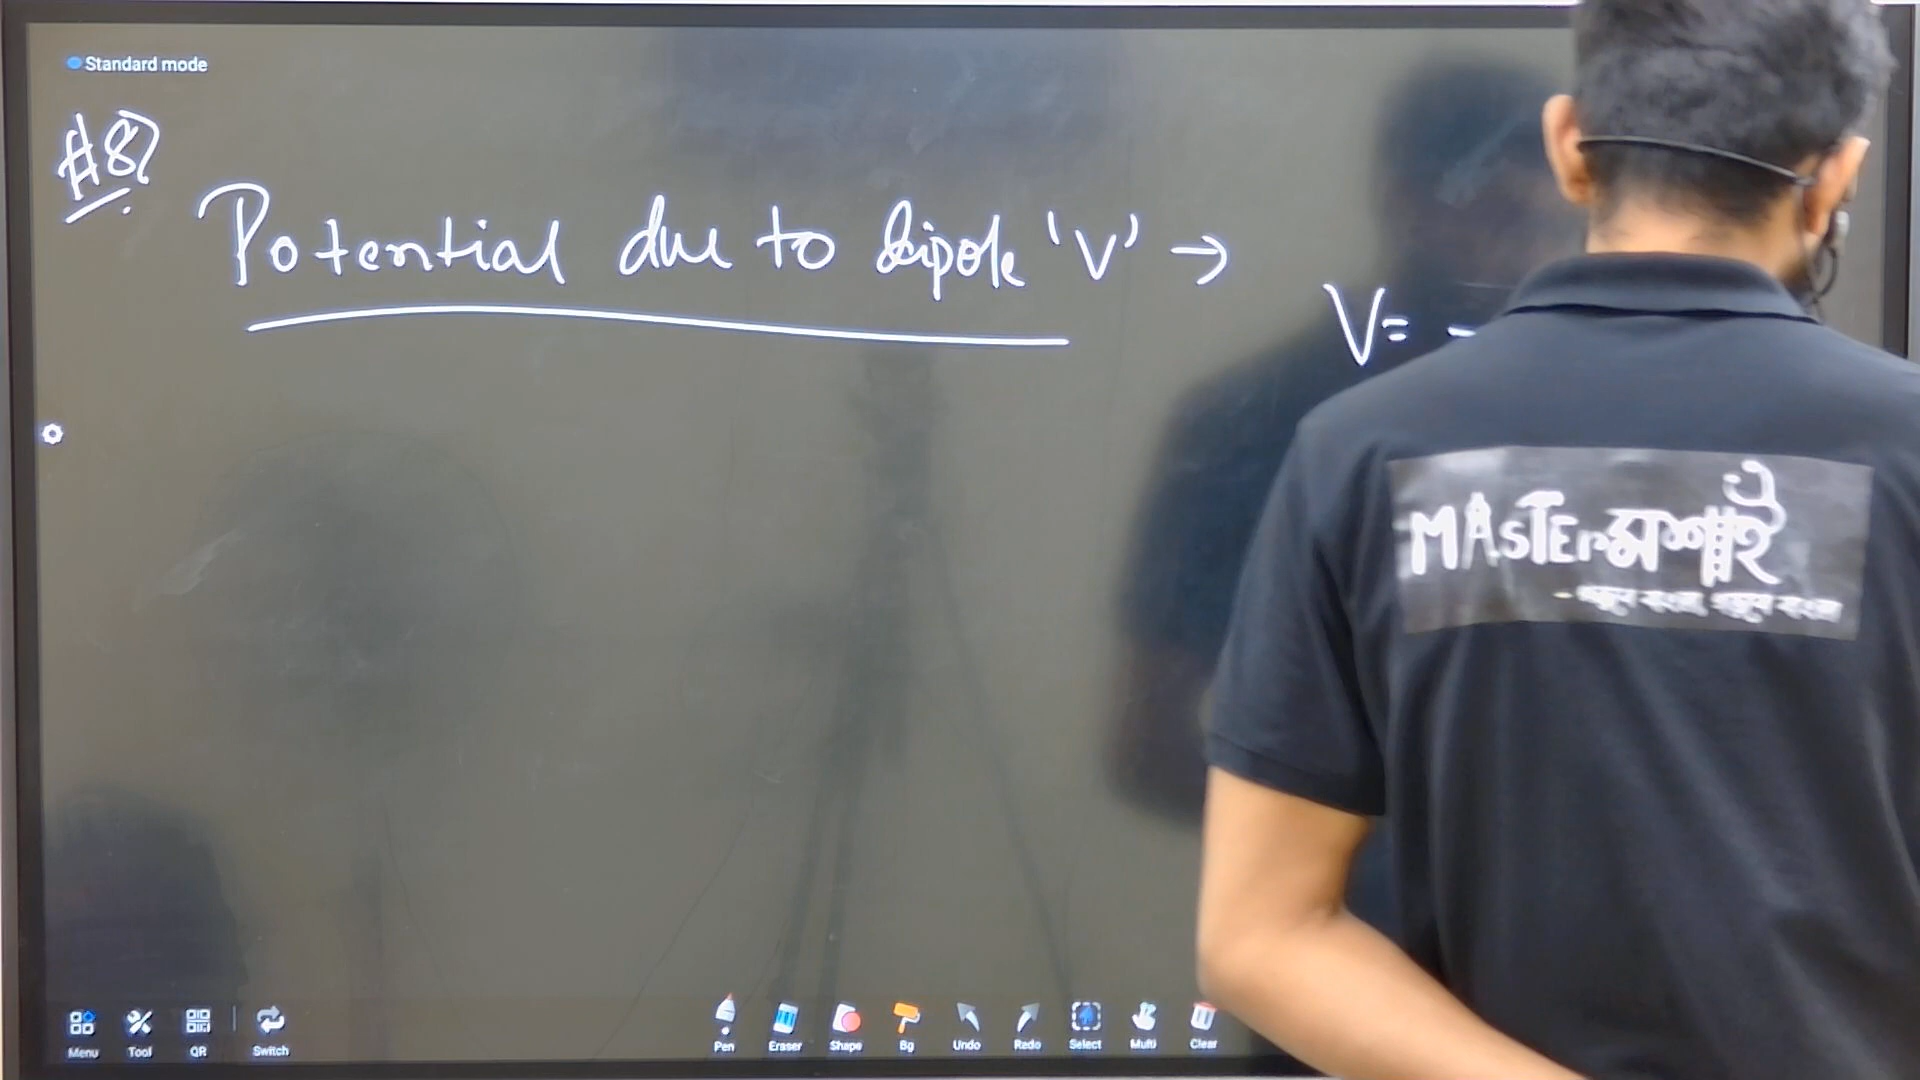 Standard mode
#8)
Potential due to dipole 'V' →
V= -
MASTERমশাই
Menu Tool QR Switch Pen Eraser Shape Bg Undo Redo Select Multi Clear